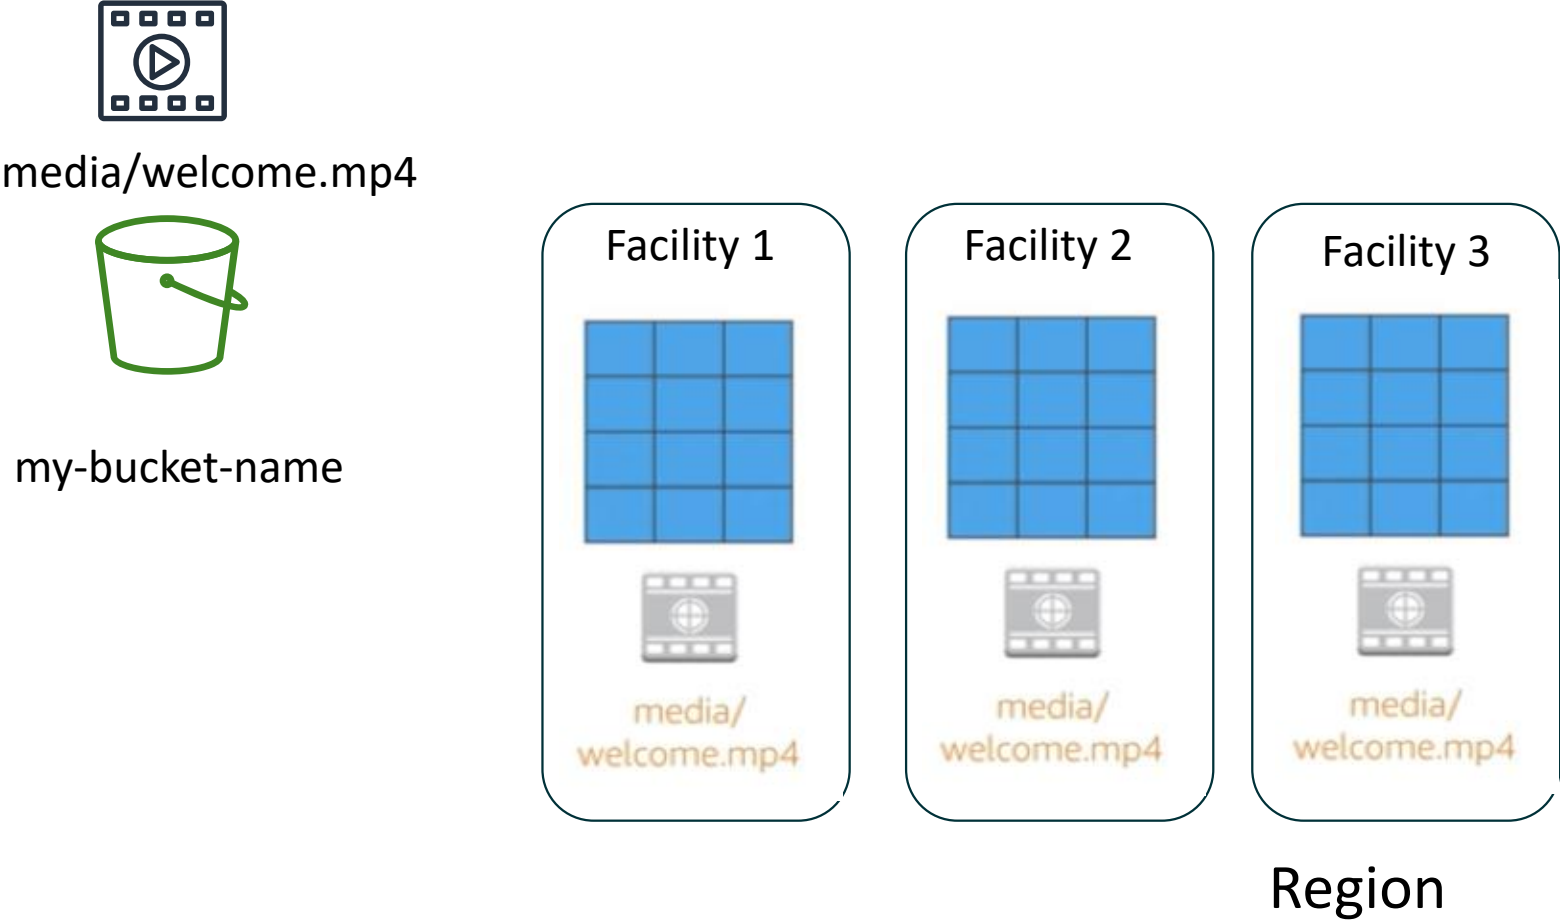 media/welcome.mp4
my-bucket-name
Facility 1
media/
welcome.mp4
Facility 2
media/
welcome.mp4
Facility 3
media/
welcome.mp4
Region